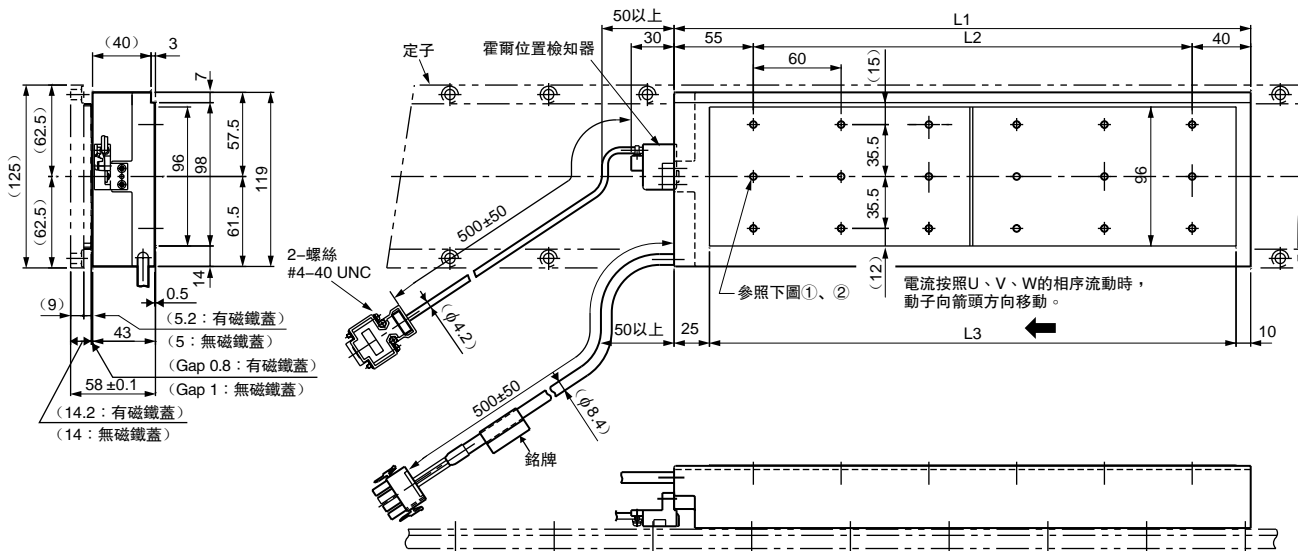 50以上
L1
(40)
3
30
55
L2
40
定子
霍爾位置檢知器
60
7
(15)
(125)
(62.5)
(62.5)
96
98
57.5
61.5
119
14
35.5
35.5
96
(12)
500±50
2-螺絲
#4-40 UNC
(φ4.2)
參照下圖①、②
電流按照U、V、W的相序流動時，
動子向箭頭方向移動。
0.5
(9)
(5.2：有磁鐵蓋)
43
(5：無磁鐵蓋)
(Gap 0.8：有磁鐵蓋)
58 ±0.1
(Gap 1：無磁鐵蓋)
(14.2：有磁鐵蓋)
(14：無磁鐵蓋)
50以上
25
L3
10
500±50
(φ8.4)
銘牌